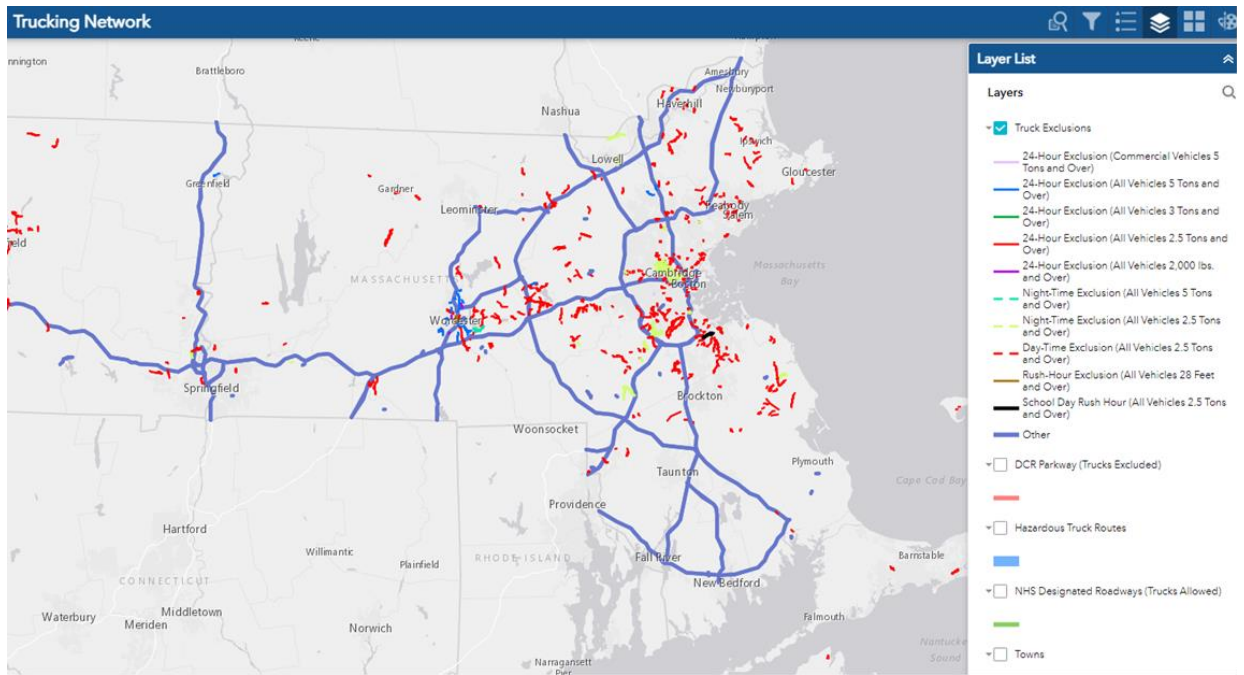 Trucking Network
Layer List
Layers
Truck Exclusions
24-Hour Exclusion (Commercial Vehicles 5
Tons and Over)
24-Hour Exclusion (All Vehicles 5 Tons and
Over)
24-Hour Exclusion (All Vehicles 3 Tons and
Over)
24-Hour Exclusion (All Vehicles 2.5 Tons and
Over)
24-Hour Exclusion (All Vehicles 2,000 lbs.
and Over)
Night-Time Exclusion (All Vehicles 5 Tons
and Over)
Night-Time Exclusion (All Vehicles 2.5 Tons
and Over)
Day-Time Exclusion (All Vehicles 2.5 Tons
and Over)
Rush-Hour Exclusion (All Vehicles 28 Feet
and Over)
School Day Rush Hour (All Vehicles 2.5 Tons
and Over)
Other
DCR Parkway (Trucks Excluded)
Hazardous Truck Routes
NHS Designated Roadways (Trucks Allowed)
Towns
Keene
nnington
Brattleboro
Amesbury
Newburyport
Nashua
Haverhill
Ipswich
Lowell
Gloucester
Greenfield
Gardner
Leominster
Peabody
Salem
field
MASSACHUSETTS
Cambridge
Boston
Massachusetts
Bay
Worcester
Springfield
Brockton
Woonsocket
Plymouth
Taunton
Cape Cod Bay
Providence
Hartford
Willimantic
Plainfield
RHODE ISLAND
Fall River
Barnstable
CONNECTICUT
New Bedford
Waterbury
Middletown
Meriden
Norwich
Falmouth
Nantucke
Sound
Narragansett
Pier